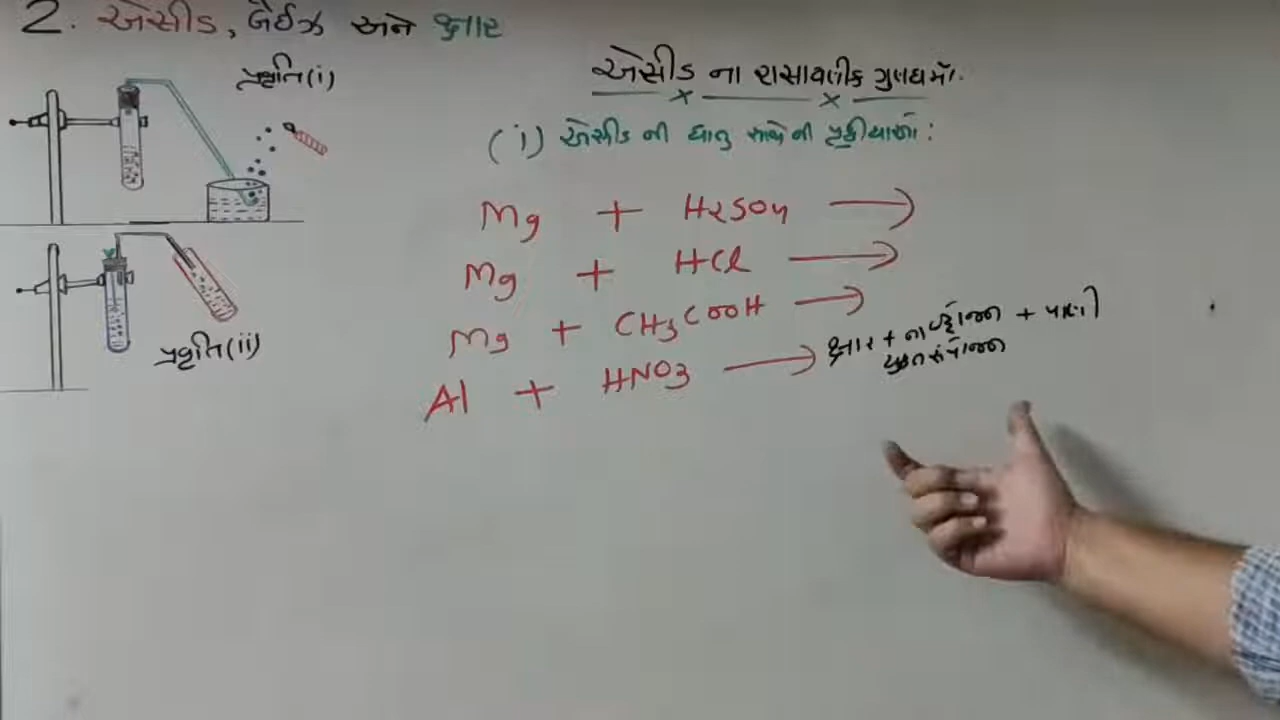 2. એસીડ, બેઈઝ અને ક્ષાર
પ્રવૃતિ(i)
એસીડ ના રાસાયણીક ગુણધર્મો.
(i) એસીડ ની ધાતુ સાથે ની પ્રક્રીયાઓ :
Mg + H2SO4 →
Mg + HCl →
Mg + CH3COOH →
Al + HNO3 → ક્ષાર + નાઈટ્રોજન + પાણી
યુક્ત સંયોજન
પ્રવૃતિ(ii)